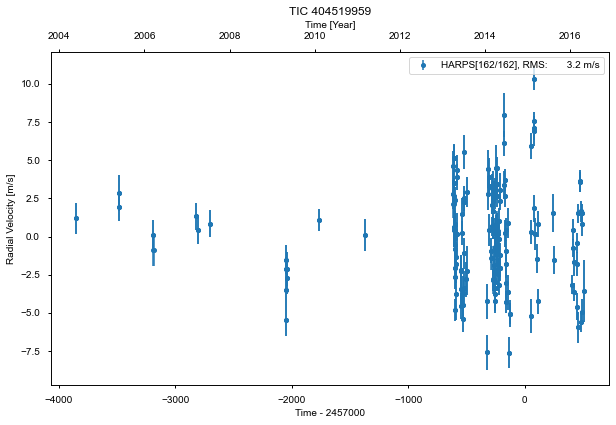 TIC 404519959
Time [Year]
2004 2006 2008 2010 2012 2014 2016
HARPS[162/162], RMS: 3.2 m/s
10.0
7.5
5.0
2.5
0.0
−2.5
−5.0
−7.5
Radial Velocity [m/s]
−4000 −3000 −2000 −1000 0
Time - 2457000